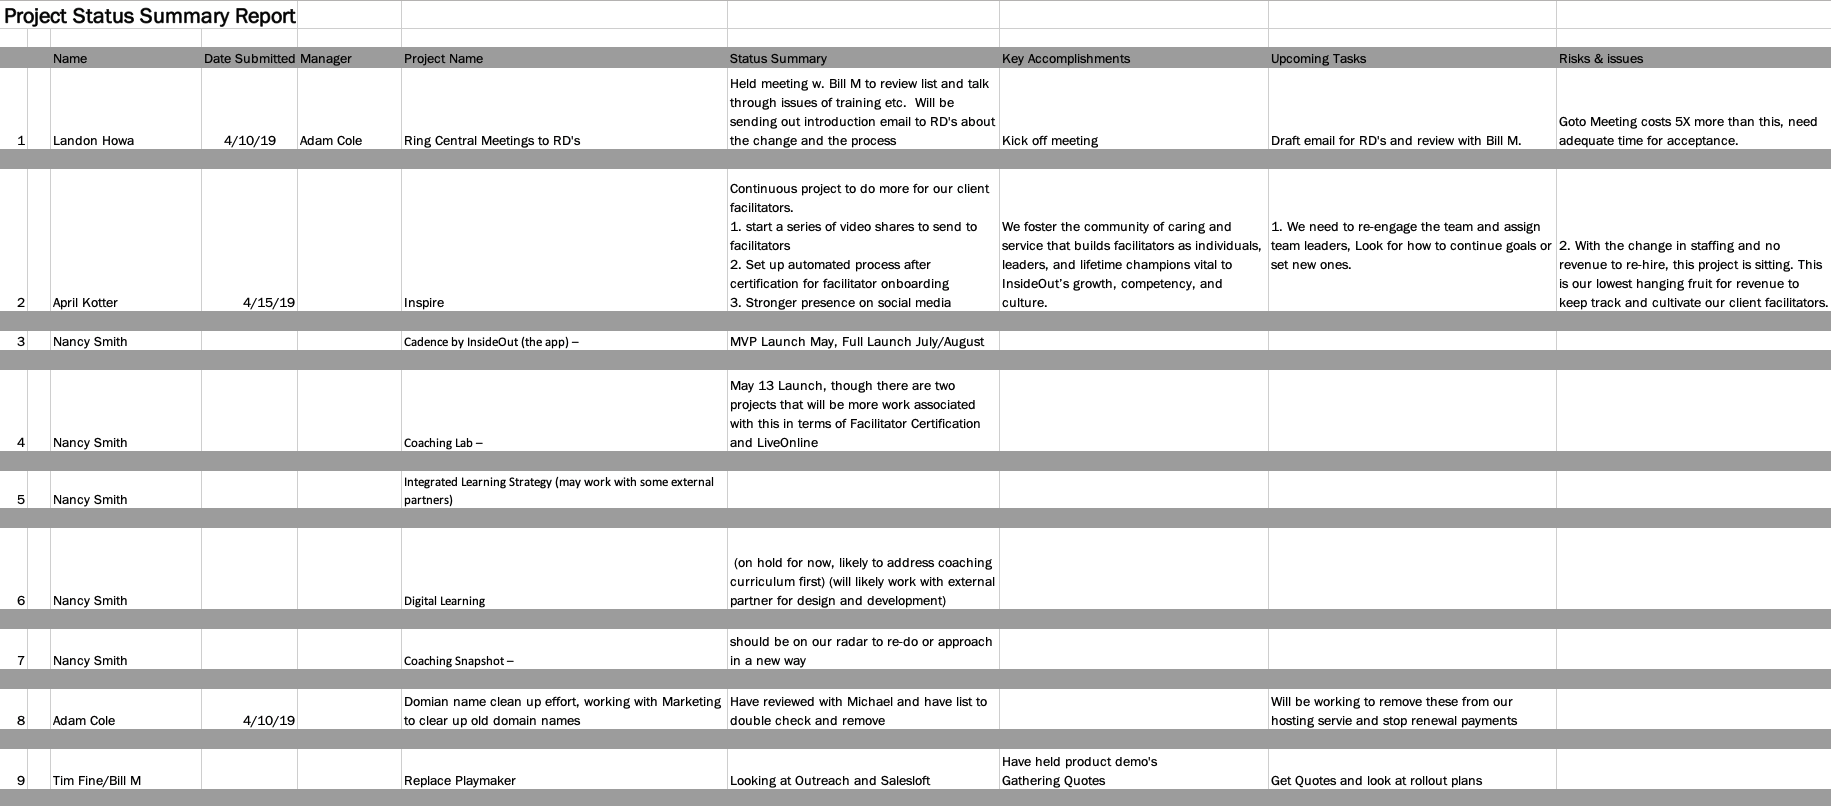 Project Status Summary Report
Name Date Submitted Manager Project Name Status Summary Key Accomplishments Upcoming Tasks Risks & issues
1 Landon Howa 4/10/19 Adam Cole Ring Central Meetings to RD's
Held meeting w. Bill M to review list and talk
through issues of training etc.  Will be
sending out introduction email to RD's about
the change and the process
Kick off meeting
Draft email for RD's and review with Bill M.
Goto Meeting costs 5X more than this, need
adequate time for acceptance.
2 April Kotter 4/15/19 Inspire
Continuous project to do more for our client
facilitators.
1. start a series of video shares to send to
facilitators
2. Set up automated process after
certification for facilitator onboarding
3. Stronger presence on social media
We foster the community of caring and
service that builds facilitators as individuals,
leaders, and lifetime champions vital to
InsideOut's growth, competency, and
culture.
1. We need to re-engage the team and assign
team leaders, Look for how to continue goals or
set new ones.
2. With the change in staffing and no
revenue to re-hire, this project is sitting. This
is our lowest hanging fruit for revenue to
keep track and cultivate our client facilitators.
3 Nancy Smith Cadence by InsideOut (the app) – MVP Launch May, Full Launch July/August
4 Nancy Smith Coaching Lab –
May 13 Launch, though there are two
projects that will be more work associated
with this in terms of Facilitator Certification
and LiveOnline
5 Nancy Smith
Integrated Learning Strategy (may work with some external
partners)
6 Nancy Smith Digital Learning
(on hold for now, likely to address coaching
curriculum first) (will likely work with external
partner for design and development)
7 Nancy Smith Coaching Snapshot –
should be on our radar to re-do or approach
in a new way
8 Adam Cole 4/10/19
Domian name clean up effort, working with Marketing
to clear up old domain names
Have reviewed with Michael and have list to
double check and remove
Will be working to remove these from our
hosting servie and stop renewal payments
9 Tim Fine/Bill M Replace Playmaker Looking at Outreach and Salesloft
Have held product demo's
Gathering Quotes
Get Quotes and look at rollout plans